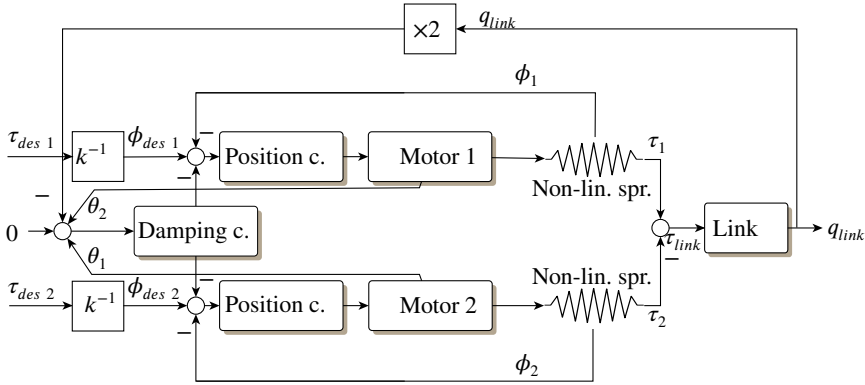 ×2
q_link
ϕ_1
τ_des 1
k⁻¹
ϕ_des 1
−
−
Position c.
Motor 1
Non-lin. spr.
τ_1
−
θ_2
0
Damping c.
τ_link
Link
q_link
−
θ_1
τ_des 2
k⁻¹
ϕ_des 2
−
−
Position c.
Motor 2
Non-lin. spr.
τ_2
ϕ_2